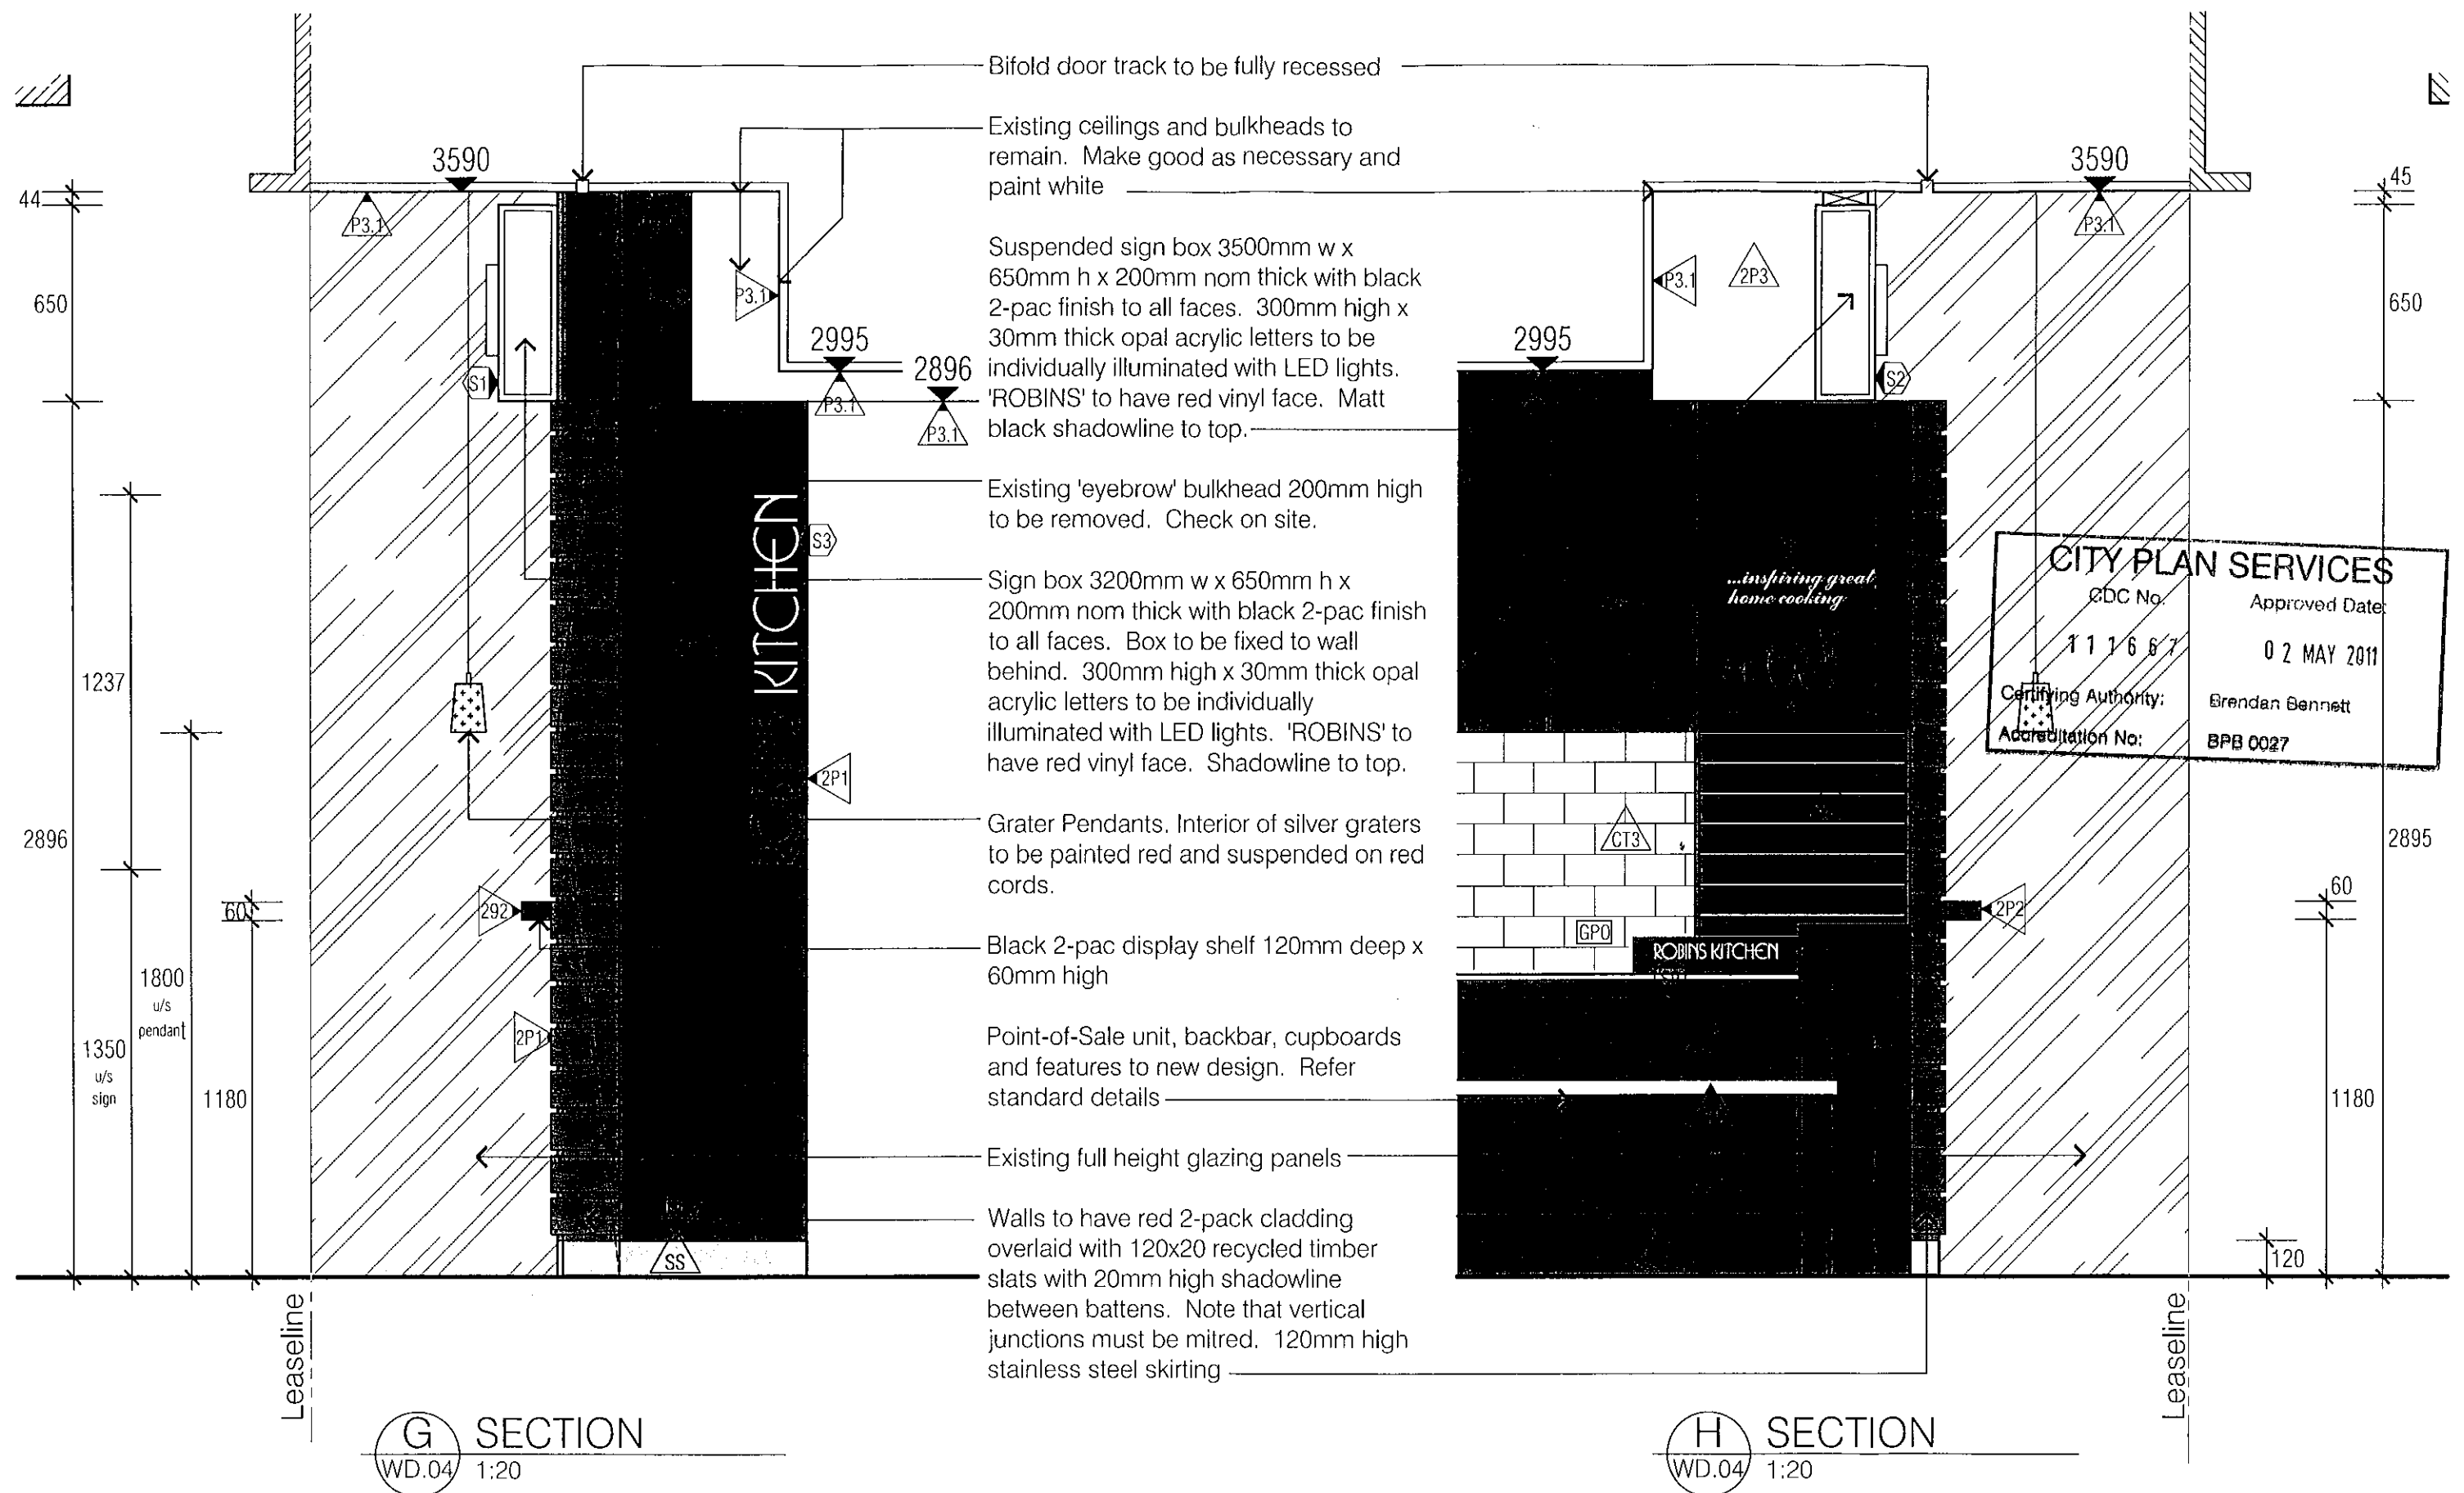 Bifold door track to be fully recessed
Existing ceilings and bulkheads to
remain. Make good as necessary and
paint white
Suspended sign box 3500mm w x
650mm h x 200mm nom thick with black
2-pac finish to all faces. 300mm high x
30mm thick opal acrylic letters to be
individually illuminated with LED lights.
'ROBINS' to have red vinyl face. Matt
black shadowline to top.
Existing 'eyebrow' bulkhead 200mm high
to be removed. Check on site.
Sign box 3200mm w x 650mm h x
200mm nom thick with black 2-pac finish
to all faces. Box to be fixed to wall
behind. 300mm high x 30mm thick opal
acrylic letters to be individually
illuminated with LED lights. 'ROBINS' to
have red vinyl face. Shadowline to top.
Grater Pendants. Interior of silver graters
to be painted red and suspended on red
cords.
Black 2-pac display shelf 120mm deep x
60mm high
Point-of-Sale unit, backbar, cupboards
and features to new design. Refer
standard details
Existing full height glazing panels
Walls to have red 2-pack cladding
overlaid with 120x20 recycled timber
slats with 20mm high shadowline
between battens. Note that vertical
junctions must be mitred. 120mm high
stainless steel skirting
3590
44
650
2896
1237
1350
u/s
sign
1800
u/s
pendant
60
1180
P3.1
P3.1
S1
2995
P3.1
2896
P3.1
KITCHEN
S3
2P1
292
2P1
SS
Leaseline
G SECTION
WD.04 1:20
3590
P3.1
45
650
2895
60
1180
120
P3.1
2P3
2995
S2
...inspiring great
home cooking
CT3
GPO
ROBINS KITCHEN
2P2
CITY PLAN SERVICES
CDC No. Approved Date:
111667 02 MAY 2011
Certifying Authority: Brendan Bennett
Accreditation No: BPB 0027
Leaseline
H SECTION
WD.04 1:20